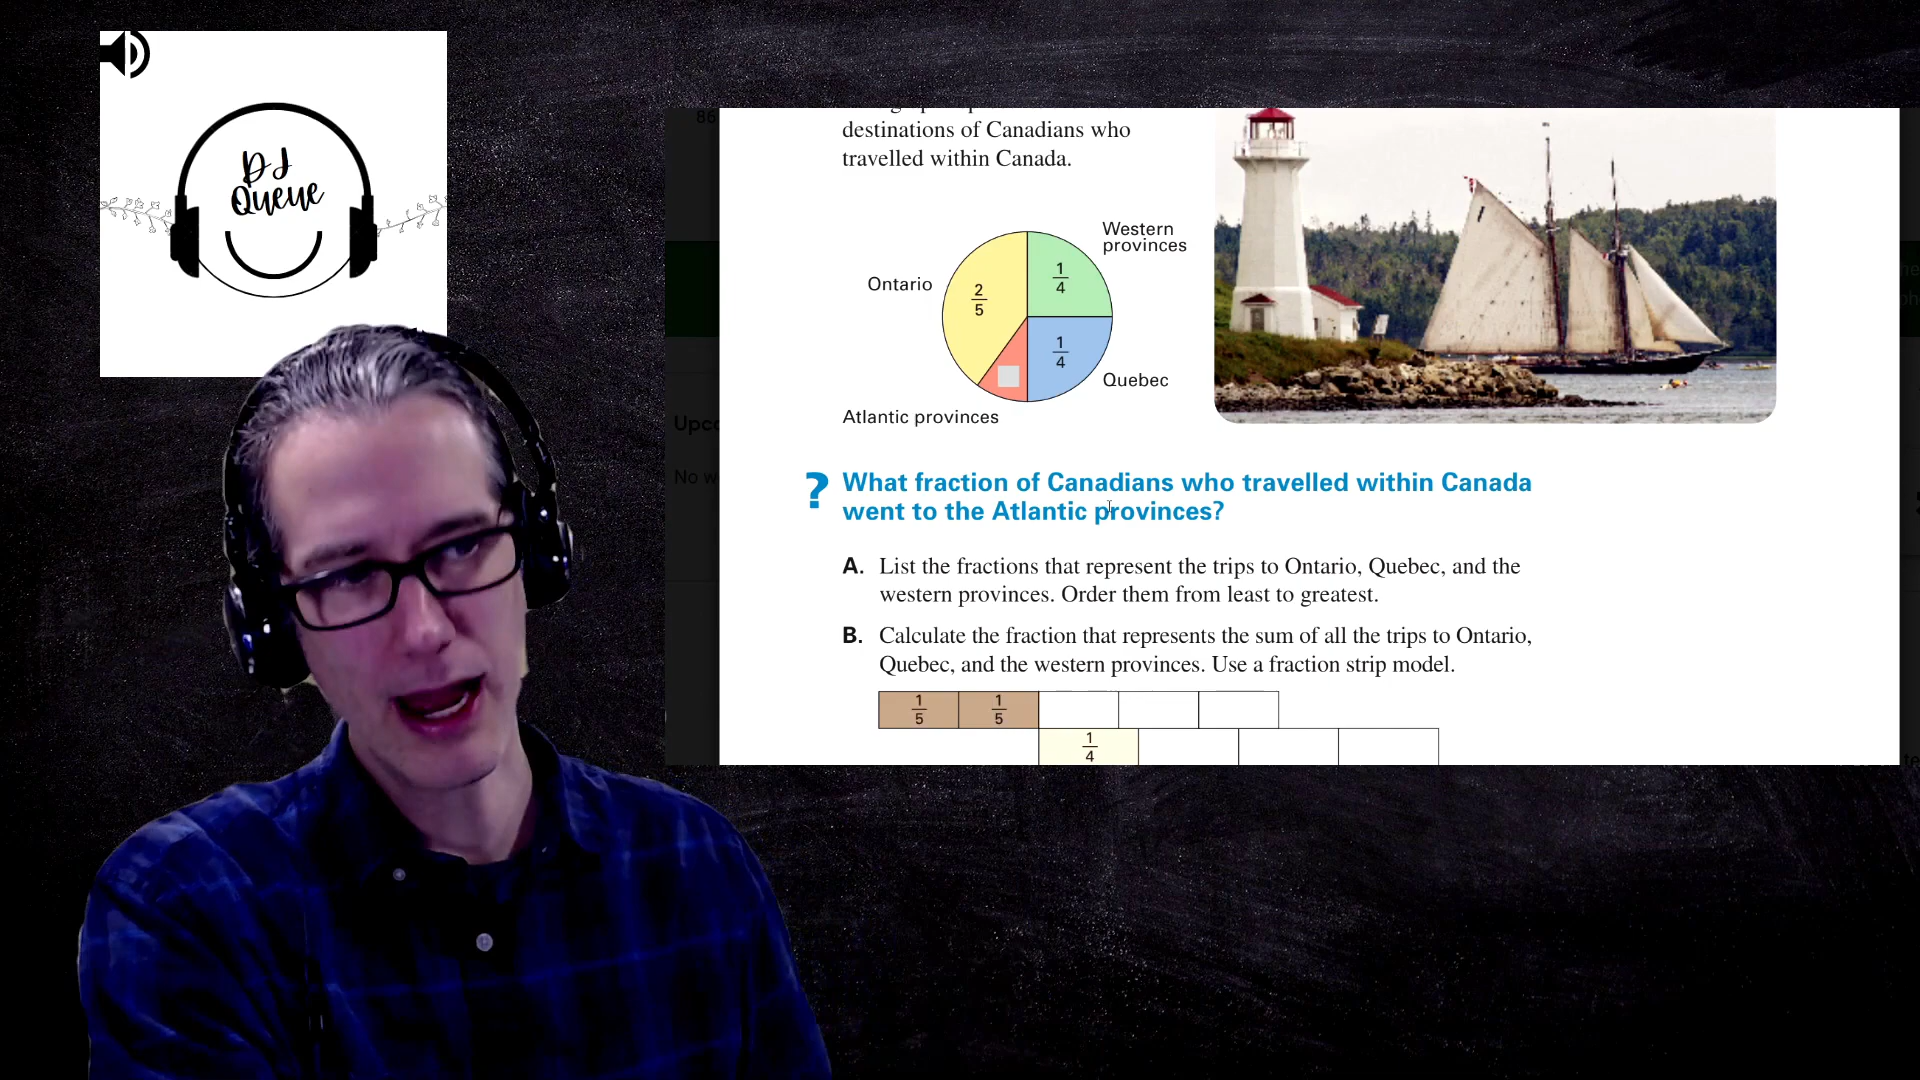 DJ
Queue
destinations of Canadians who
travelled within Canada.
Western
provinces
Ontario
2
5
1
4
1
4
Quebec
Atlantic provinces
? What fraction of Canadians who travelled within Canada
went to the Atlantic provinces?
A. List the fractions that represent the trips to Ontario, Quebec, and the
western provinces. Order them from least to greatest.
B. Calculate the fraction that represents the sum of all the trips to Ontario,
Quebec, and the western provinces. Use a fraction strip model.
1
5
1
5
1
4